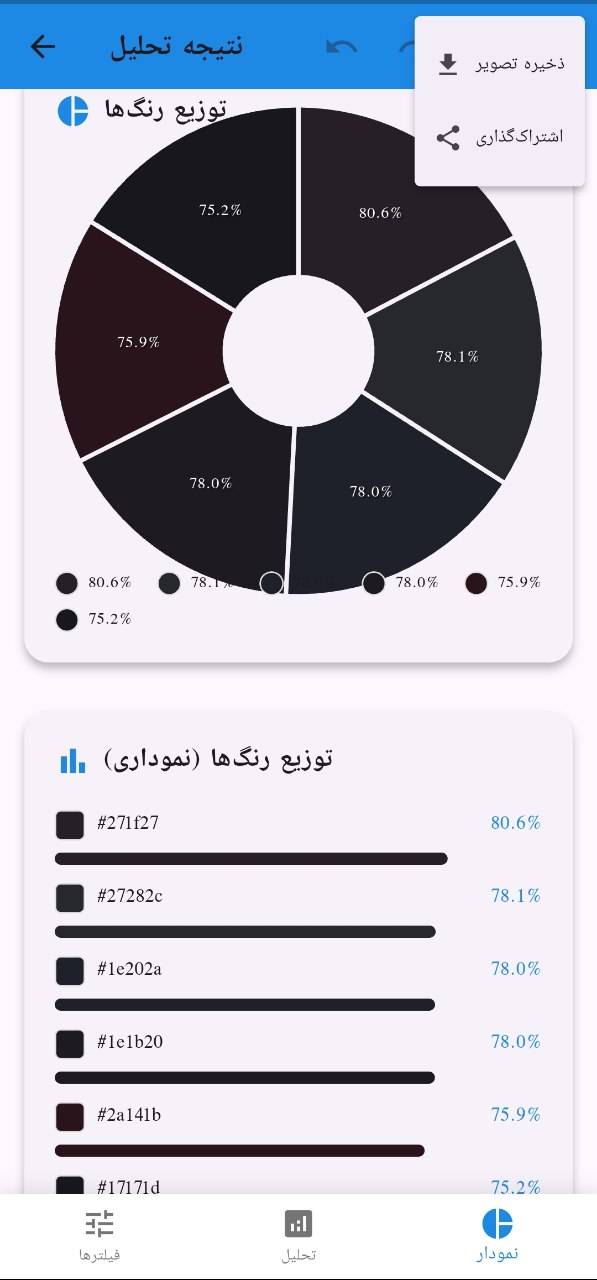 نتیجه تحلیل
ذخیره تصویر
اشتراک‌گذاری
توزیع رنگ‌ها
75.2%
80.6%
75.9%
78.1%
78.0%
78.0%
80.6%
78.1%
78.0%
75.9%
75.2%
توزیع رنگ‌ها (نموداری)
#271f27 80.6%
#27282c 78.1%
#1e202a 78.0%
#1e1b20 78.0%
#2a141b 75.9%
#17171d 75.2%
فیلترها
تحلیل
نمودار